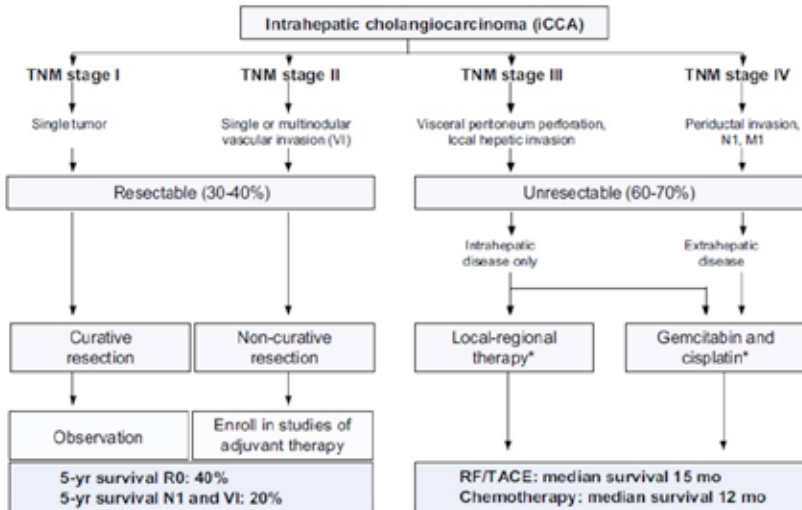 Intrahepatic cholangiocarcinoma (iCCA)
TNM stage I
TNM stage II
TNM stage III
TNM stage IV
Single tumor
Single or multinodular
vascular invasion (VI)
Visceral peritoneum perforation,
local hepatic invasion
Periductal invasion,
N1, M1
Resectable (30-40%)
Unresectable (60-70%)
Intrahepatic
disease only
Extrahepatic
disease
Curative
resection
Non-curative
resection
Local-regional
therapy*
Gemcitabin and
cisplatin*
Observation
Enroll in studies of
adjuvant therapy
5-yr survival R0: 40%
5-yr survival N1 and VI: 20%
RF/TACE: median survival 15 mo
Chemotherapy: median survival 12 mo